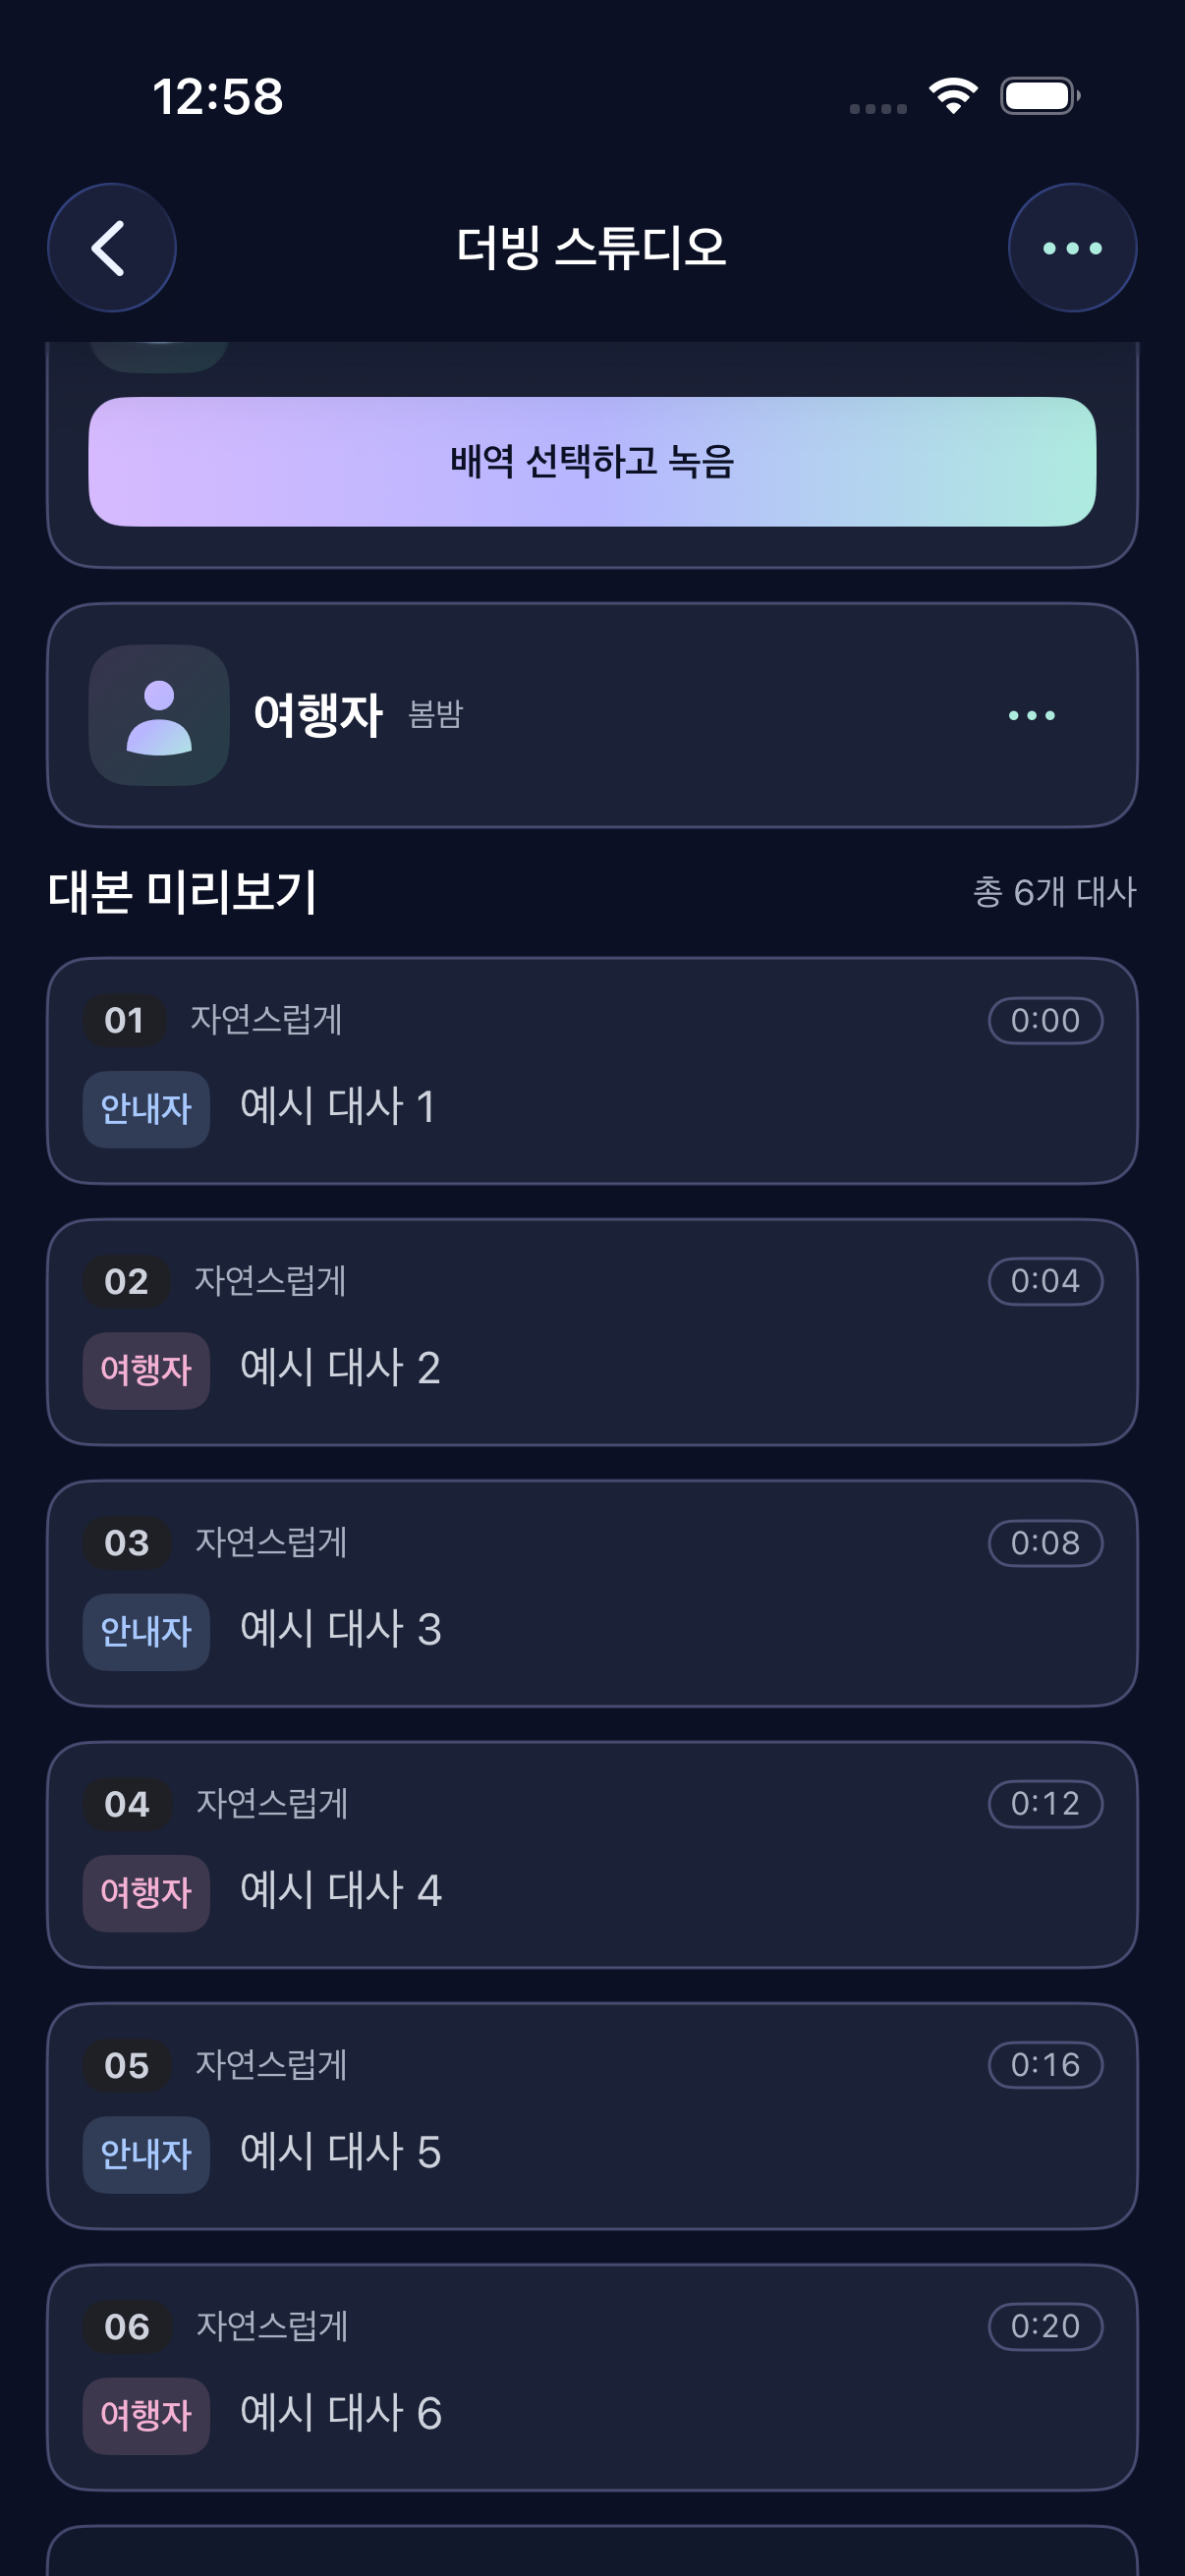 12:58
더빙 스튜디오
배역 선택하고 녹음
여행자 봄밤
대본 미리보기 총 6개 대사
01 자연스럽게 0:00
안내자 예시 대사 1
02 자연스럽게 0:04
여행자 예시 대사 2
03 자연스럽게 0:08
안내자 예시 대사 3
04 자연스럽게 0:12
여행자 예시 대사 4
05 자연스럽게 0:16
안내자 예시 대사 5
06 자연스럽게 0:20
여행자 예시 대사 6